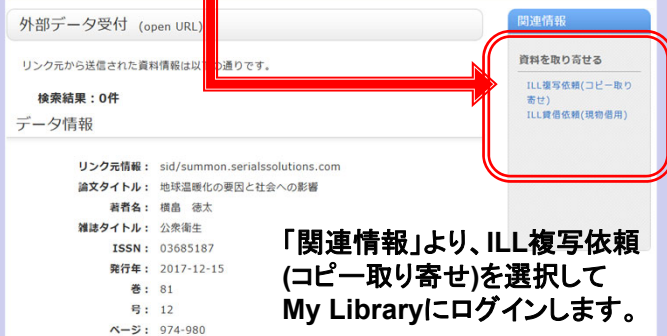 外部データ受付 (open URL)
リンク元から送信された資料情報は以下の通りです。
検索結果：0件
データ情報
リンク元情報： sid/summon.serialssolutions.com
論文タイトル： 地球温暖化の要因と社会への影響
著者名： 横畠 徳太
雑誌タイトル： 公衆衛生
ISSN： 03685187
発行年： 2017-12-15
巻： 81
号： 12
ページ： 974-980
関連情報
資料を取り寄せる
ILL複写依頼(コピー取り
寄せ)
ILL貸借依頼(現物借用)
「関連情報」より、ILL複写依頼
(コピー取り寄せ)を選択して
My Libraryにログインします。